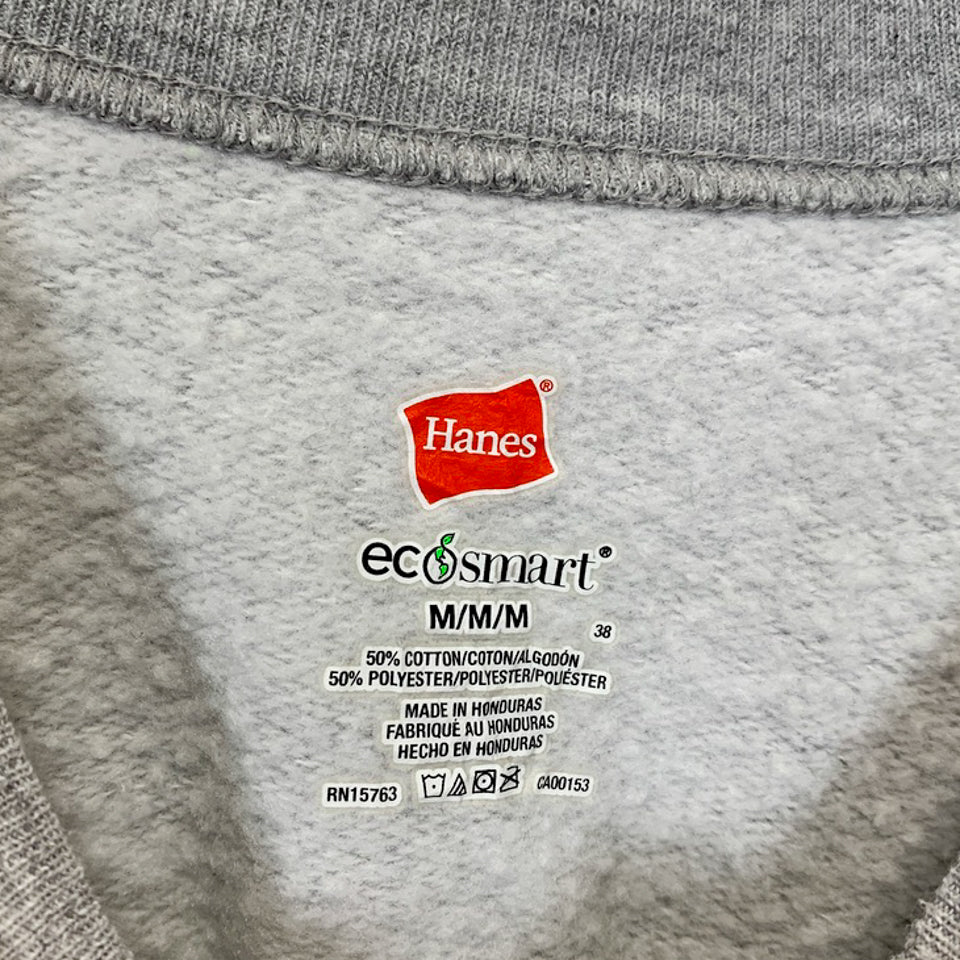 Hanes®
ecosmart®
M/M/M
38
50% COTTON/COTON/ALGODÓN
50% POLYESTER/POLYESTER/POLIÉSTER
MADE IN HONDURAS
FABRIQUÉ AU HONDURAS
HECHO EN HONDURAS
RN15763 CA00153